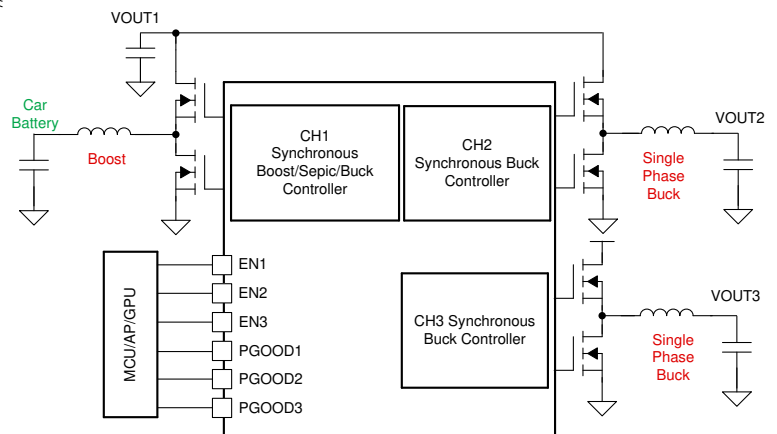 VOUT1
Car
Battery
Boost
CH1
Synchronous
Boost/Sepic/Buck
Controller
CH2
Synchronous Buck
Controller
VOUT2
Single
Phase
Buck
MCU/AP/GPU
EN1
EN2
EN3
PGOOD1
PGOOD2
PGOOD3
CH3 Synchronous
Buck Controller
VOUT3
Single
Phase
Buck